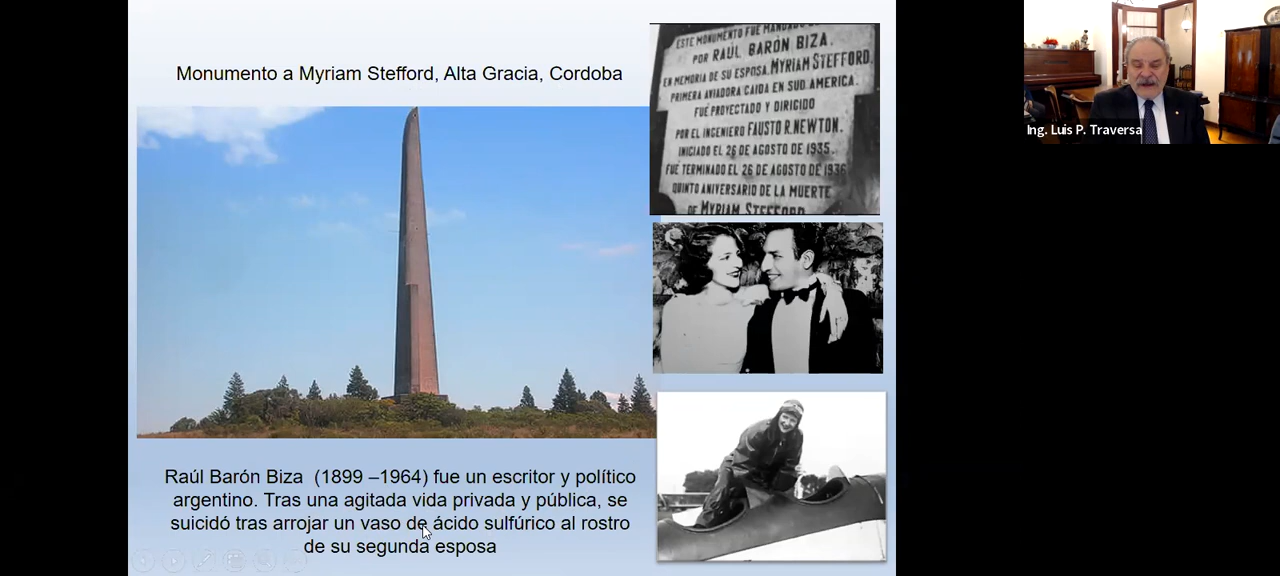 Monumento a Myriam Stefford, Alta Gracia, Cordoba
ESTE MONUMENTO FUE MANDADO
POR RAUL BARÓN BIZA.
EN MEMORIA DE SU ESPOSA.MYRIAM STEFFORD.
PRIMERA AVIADORA CAIDA EN SUD AMERICA.
FUÉ PROYECTADO Y DIRIGIDO
POR EL INGENIERO FAUSTO R.NEWTON.
INICIADO EL 26 DE AGOSTO DE 1935.
FUE TERMINADO EL 26 DE AGOSTO DE 1936
QUINTO ANIVERSARIO DE LA MUERTE
DE MYRIAM STEFFORD
Raúl Barón Biza (1899 –1964) fue un escritor y político
argentino. Tras una agitada vida privada y pública, se
suicidó tras arrojar un vaso de ácido sulfúrico al rostro
de su segunda esposa
Ing. Luis P. Traversa